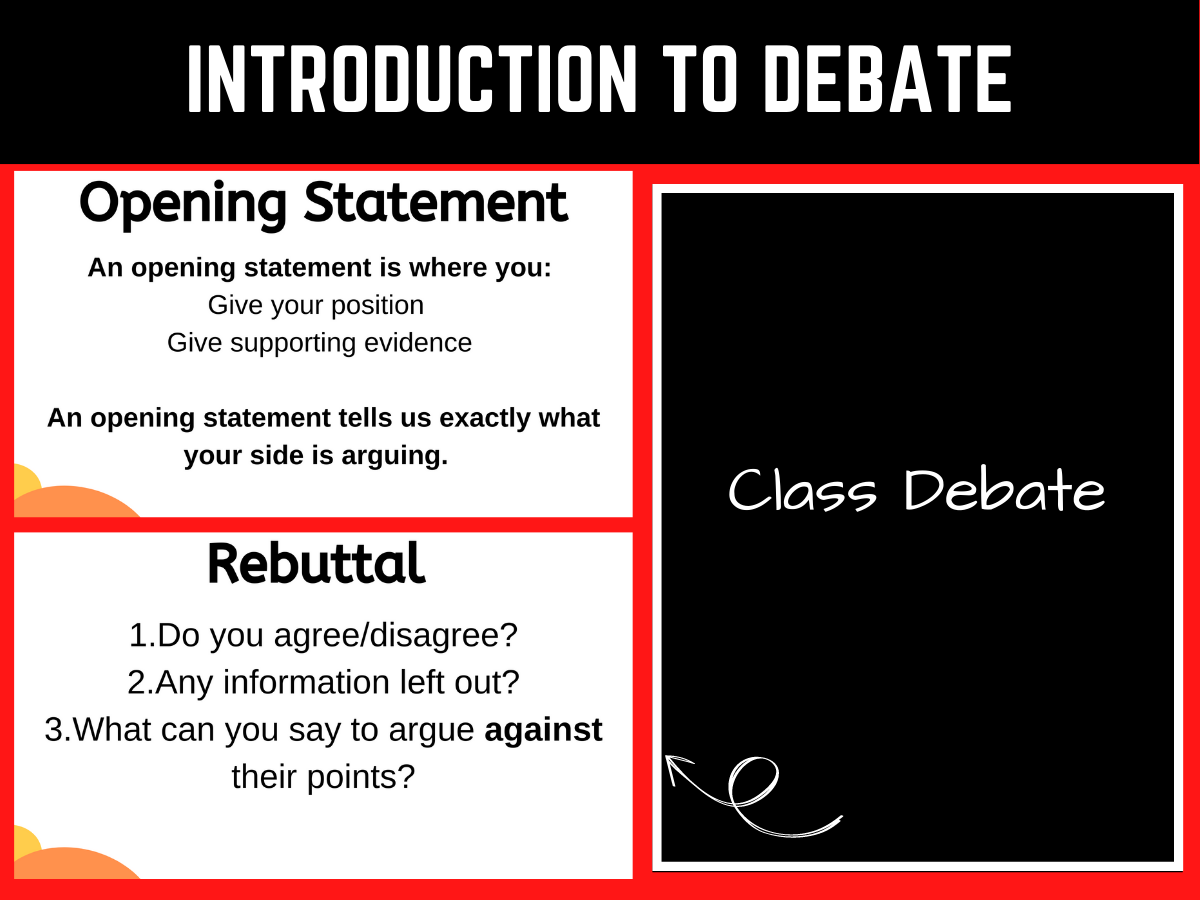 INTRODUCTION TO DEBATE
Opening Statement
An opening statement is where you:
Give your position
Give supporting evidence
An opening statement tells us exactly what
your side is arguing.
Rebuttal
1.Do you agree/disagree?
2.Any information left out?
3.What can you say to argue against
their points?
Class Debate